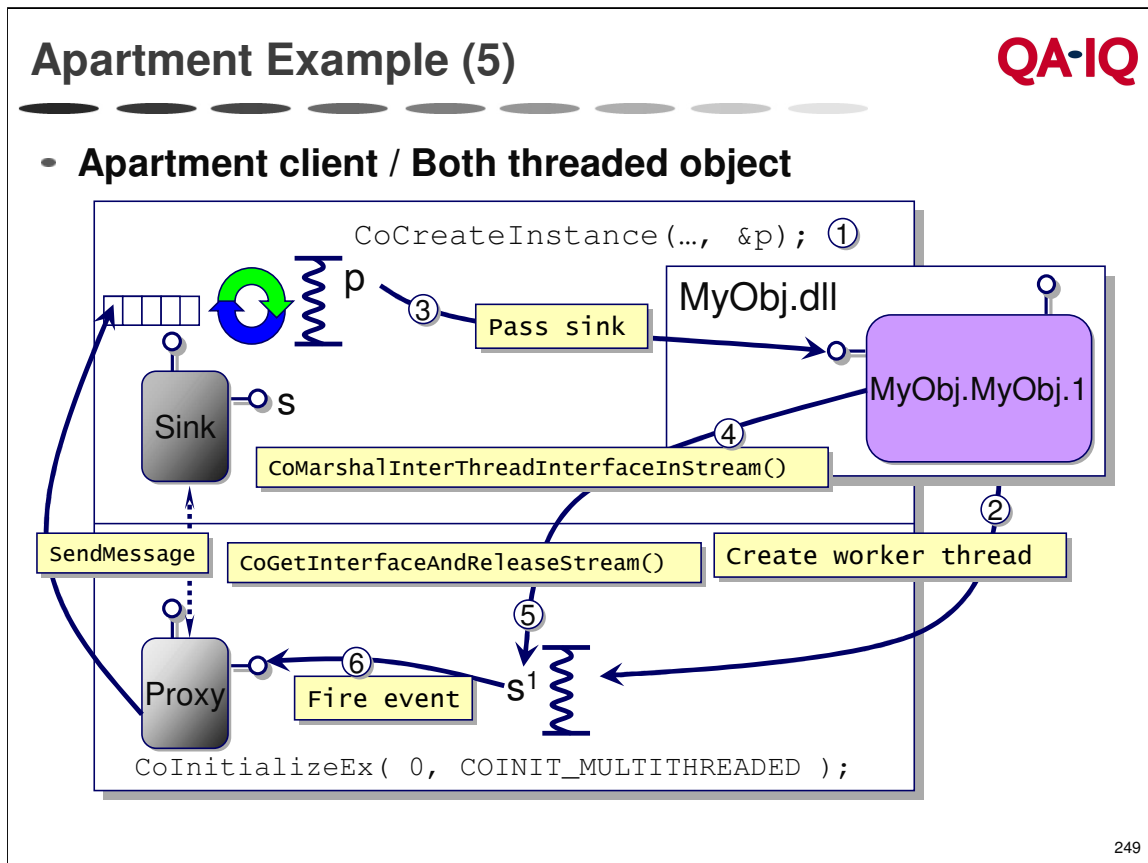 Apartment Example (5)
QA-IQ
• Apartment client / Both threaded object
CoCreateInstance(…, &p); 1
p
3
Pass sink
MyObj.dll
MyObj.MyObj.1
Sink
s
4
CoMarshalInterThreadInterfaceInStream()
2
SendMessage
CoGetInterfaceAndReleaseStream()
Create worker thread
5
6
Proxy
Fire event
s1
CoInitializeEx( 0, COINIT_MULTITHREADED );
249